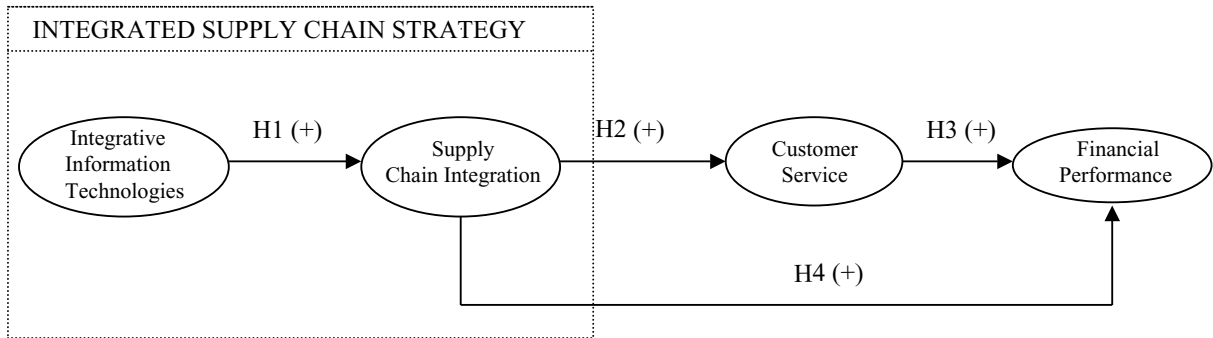 INTEGRATED SUPPLY CHAIN STRATEGY
H1 (+)
H2 (+)
H3 (+)
Integrative
Information
Technologies
Supply
Chain Integration
Customer
Service
Financial
Performance
H4 (+)